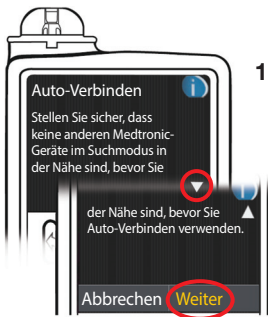 1
Auto-Verbinden
Stellen Sie sicher, dass
keine anderen Medtronic-
Geräte im Suchmodus in
der Nähe sind, bevor Sie
der Nähe sind, bevor Sie
Auto-Verbinden verwenden.
Abbrechen Weiter